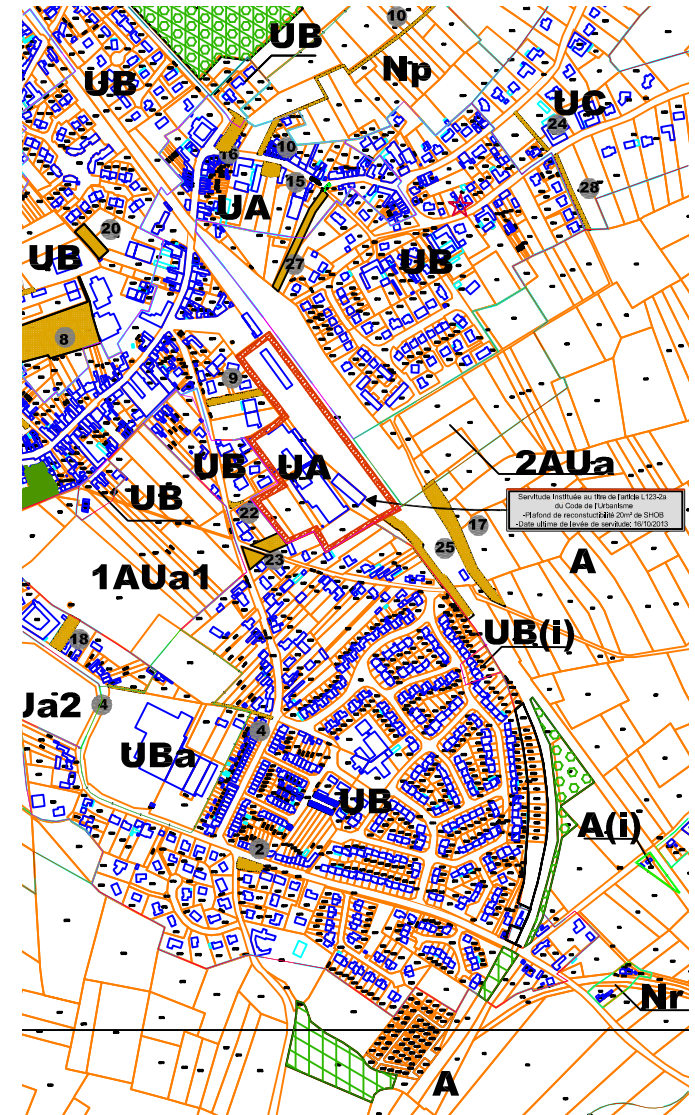 10
UB
Np
UB
UC
24
16
10
15
28
UA
20
UB
27
UB
8
9
2AUa
UB
UA
UB
Servitude instituée au titre de l'article L123-2a
du Code de l'Urbanisme
-Plafond de reconstuctibilité 20m² de SHOB
-Date ultime de levée de servitude: 16/10/2013
22
17
25
23
A
1AUa1
UB(i)
18
Ja2
4
4
UBa
UB
A(i)
2
Nr
A